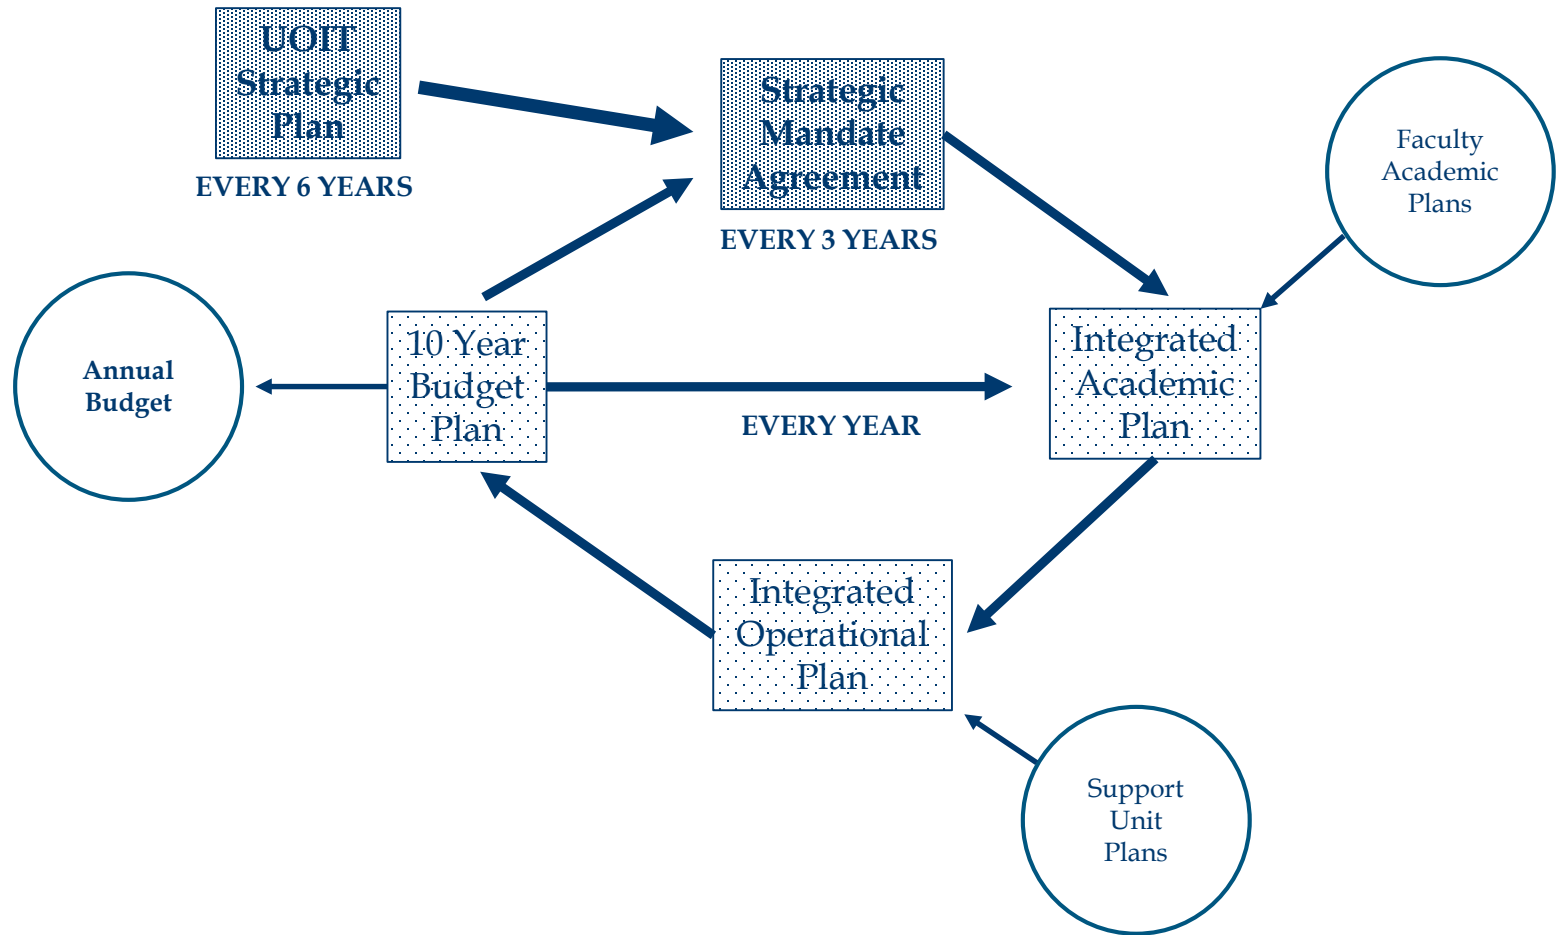 UOIT
Strategic
Plan
EVERY 6 YEARS
Strategic
Mandate
Agreement
EVERY 3 YEARS
Faculty
Academic
Plans
Annual
Budget
10 Year
Budget
Plan
EVERY YEAR
Integrated
Academic
Plan
Integrated
Operational
Plan
Support
Unit
Plans